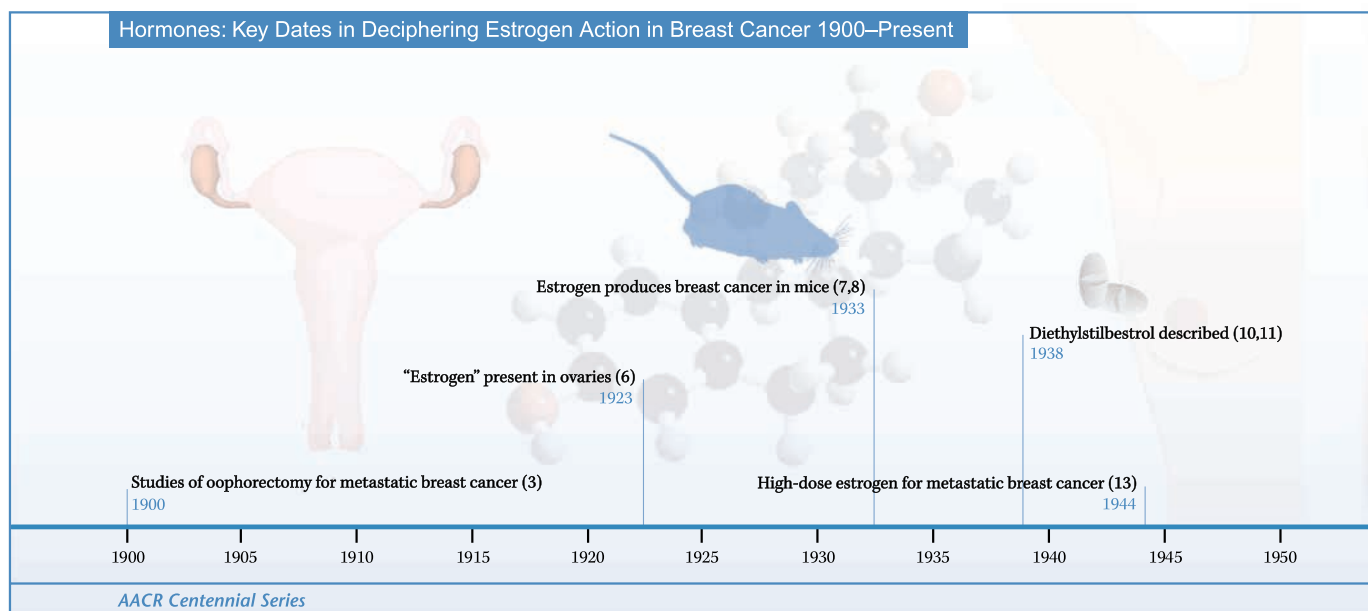 Hormones: Key Dates in Deciphering Estrogen Action in Breast Cancer 1900–Present
Estrogen produces breast cancer in mice (7,8)
1933
Diethylstilbestrol described (10,11)
1938
“Estrogen” present in ovaries (6)
1923
Studies of oophorectomy for metastatic breast cancer (3)
1900
High-dose estrogen for metastatic breast cancer (13)
1944
1900 1905 1910 1915 1920 1925 1930 1935 1940 1945 1950
AACR Centennial Series